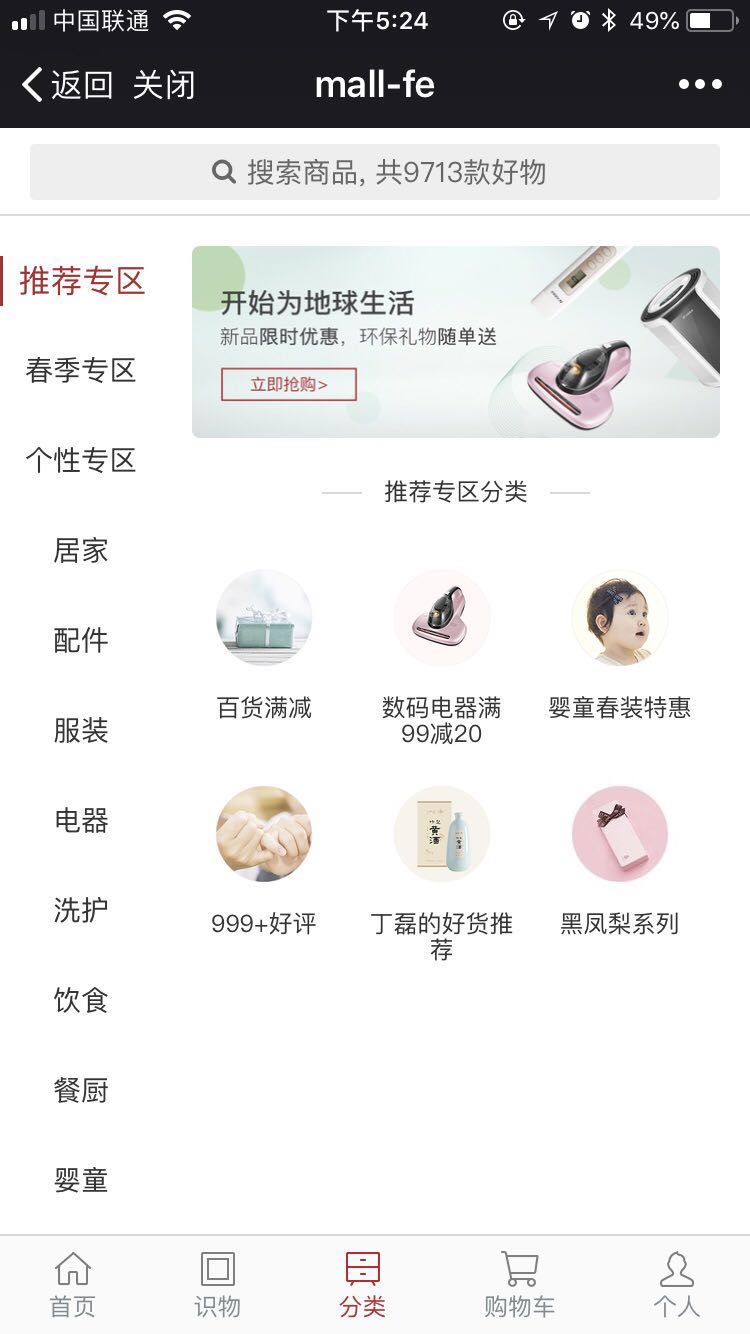 中国联通
下午5:24
49%
返回 关闭
mall-fe
搜索商品, 共9713款好物
推荐专区
春季专区
个性专区
居家
配件
服装
电器
洗护
饮食
餐厨
婴童
开始为地球生活
新品限时优惠，环保礼物随单送
立即抢购>
推荐专区分类
百货满减
数码电器满
99减20
婴童春装特惠
黄酒
999+好评
丁磊的好货推
荐
黑凤梨系列
首页
识物
分类
购物车
个人